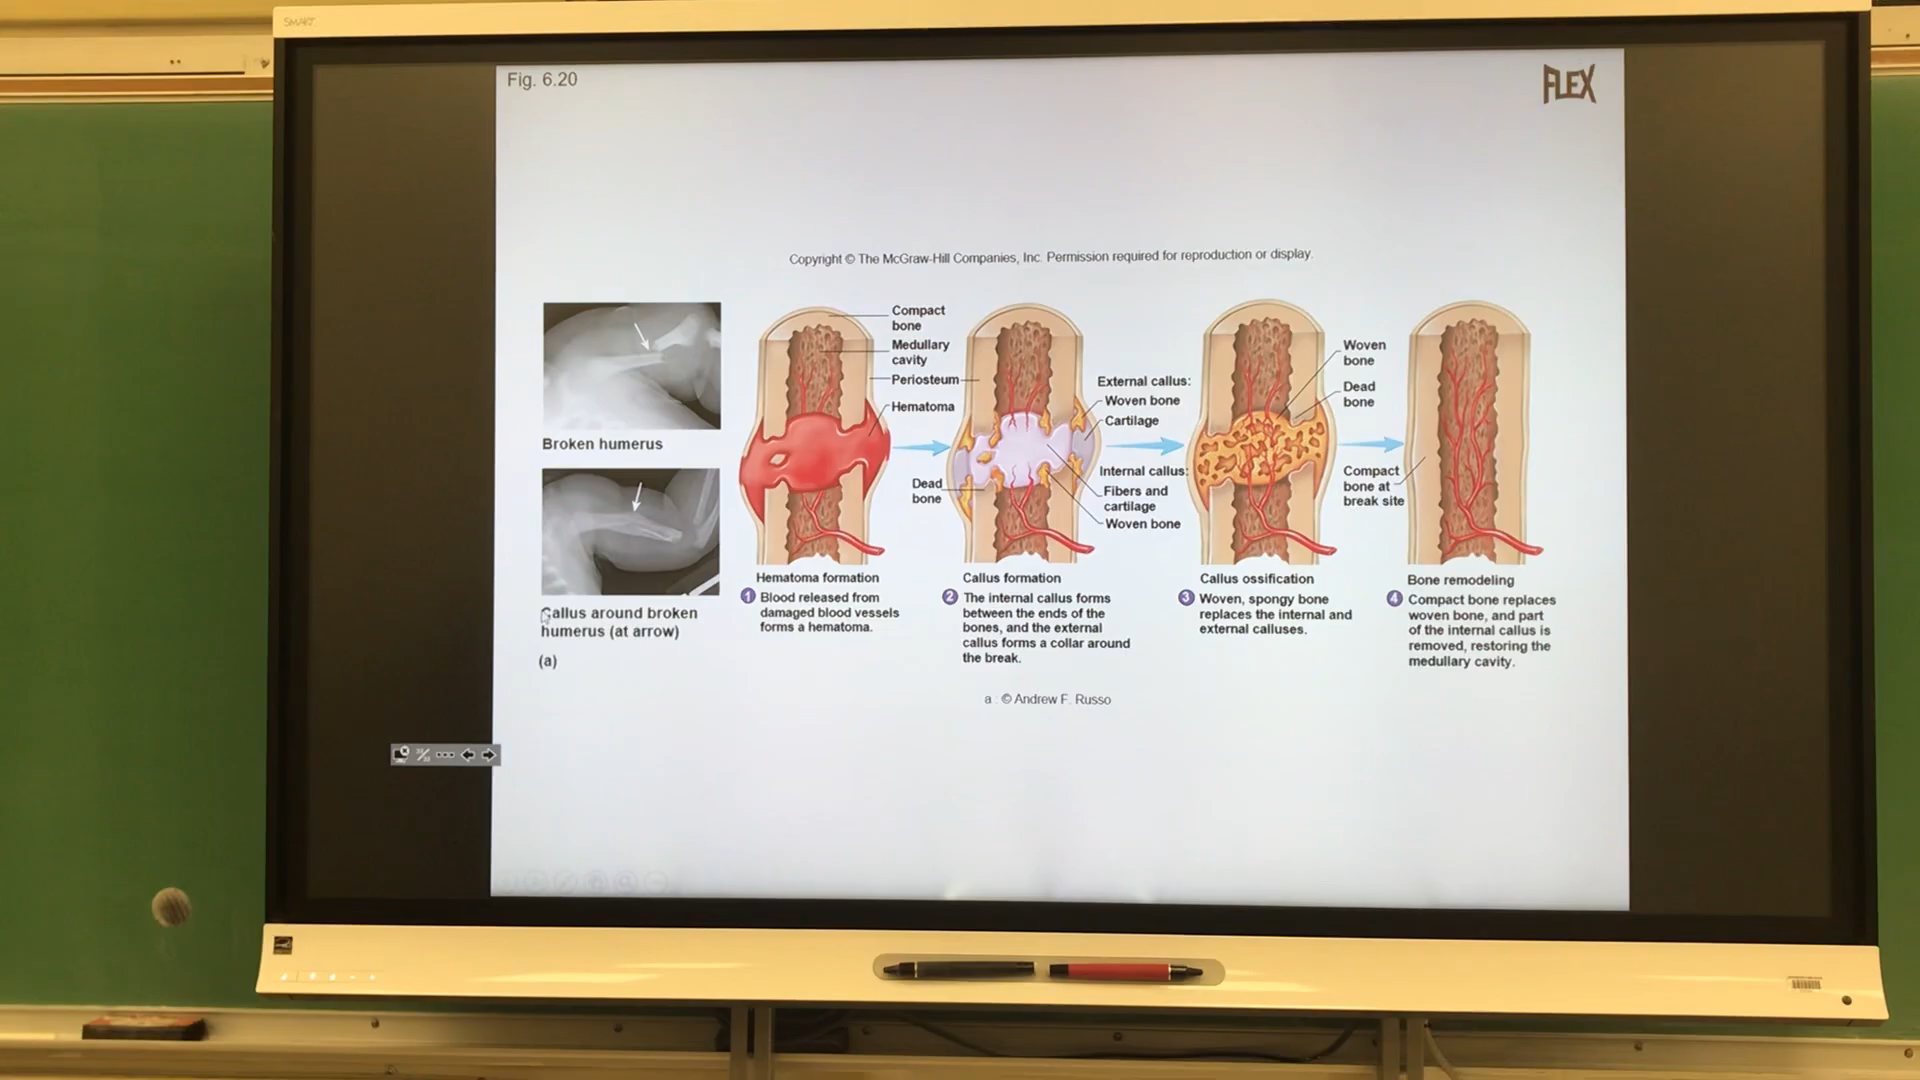 SMART
Fig. 6.20
FLEX
Copyright © The McGraw-Hill Companies, Inc. Permission required for reproduction or display.
Broken humerus
Callus around broken
humerus (at arrow)
(a)
Compact
bone
Medullary
cavity
Periosteum
Hematoma
Dead
bone
External callus:
Woven bone
Cartilage
Internal callus:
Fibers and
cartilage
Woven bone
Woven
bone
Dead
bone
Compact
bone at
break site
Hematoma formation
1 Blood released from
damaged blood vessels
forms a hematoma.
Callus formation
2 The internal callus forms
between the ends of the
bones, and the external
callus forms a collar around
the break.
Callus ossification
3 Woven, spongy bone
replaces the internal and
external calluses.
Bone remodeling
4 Compact bone replaces
woven bone, and part
of the internal callus is
removed, restoring the
medullary cavity.
a : © Andrew F. Russo